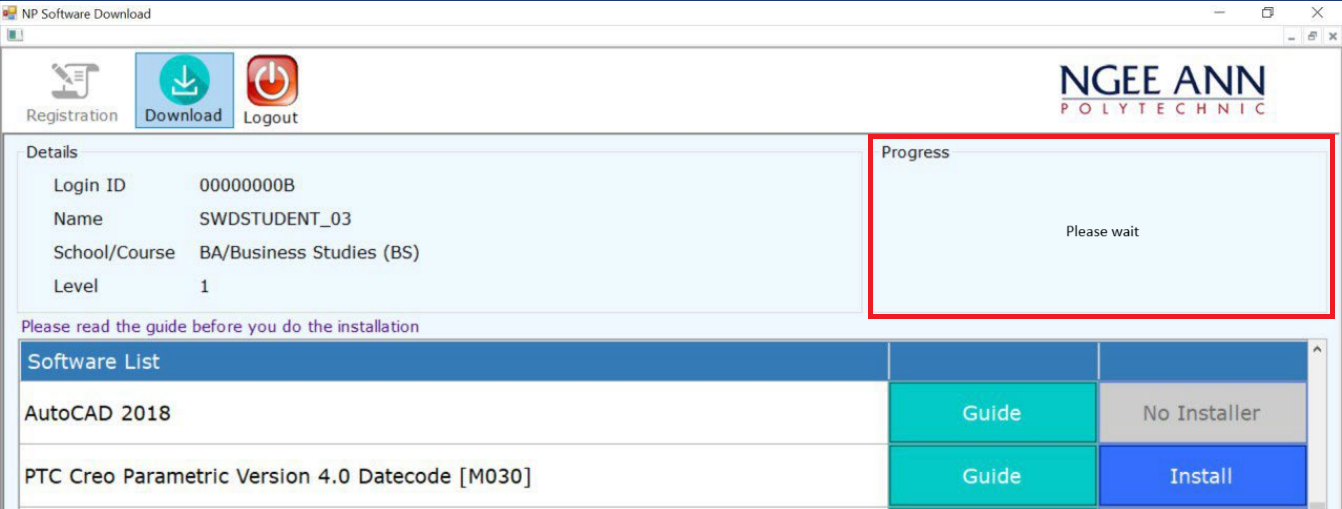 NP Software Download
Registration
Download
Logout
NGEE ANN
POLYTECHNIC
Details
Login ID 00000000B
Name SWDSTUDENT_03
School/Course BA/Business Studies (BS)
Level 1
Progress
Please wait
Please read the guide before you do the installation
Software List
AutoCAD 2018 Guide No Installer
PTC Creo Parametric Version 4.0 Datecode [M030] Guide Install